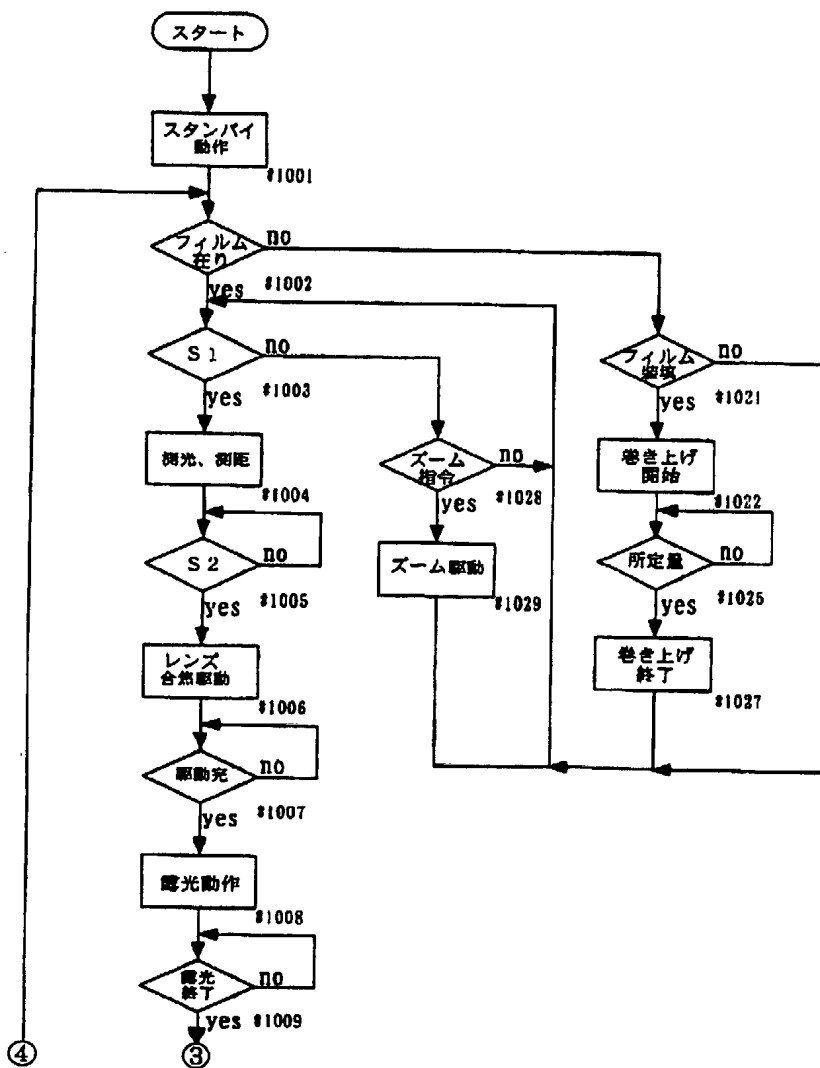 スタート
スタンバイ
動作
#1001
フィルム
在り
no
yes
#1002
S1
no
yes
#1003
フィルム
装填
no
yes
#1021
測光、測距
#1004
ズーム
指令
no
yes
#1028
巻き上げ
開始
#1022
S2
no
yes
#1005
ズーム駆動
#1029
所定量
no
yes
#1025
レンズ
合焦駆動
#1006
巻き上げ
終了
#1027
駆動完
no
yes
#1007
露光動作
#1008
露光
終了
no
yes
#1009
④
③